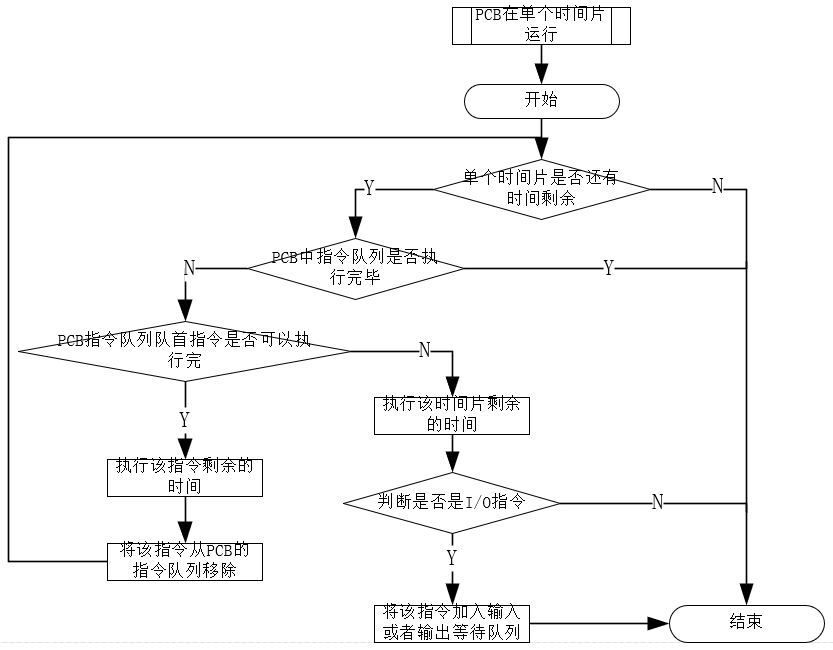 PCB在单个时间片
运行
开始
单个时间片是否还有
时间剩余
Y
N
PCB中指令队列是否执
行完毕
N
Y
PCB指令队列队首指令是否可以执
行完
N
Y
执行该时间片剩余
的时间
执行该指令剩余的
时间
判断是否是I/O指令
N
Y
将该指令从PCB的
指令队列移除
将该指令加入输入
或者输出等待队列
结束